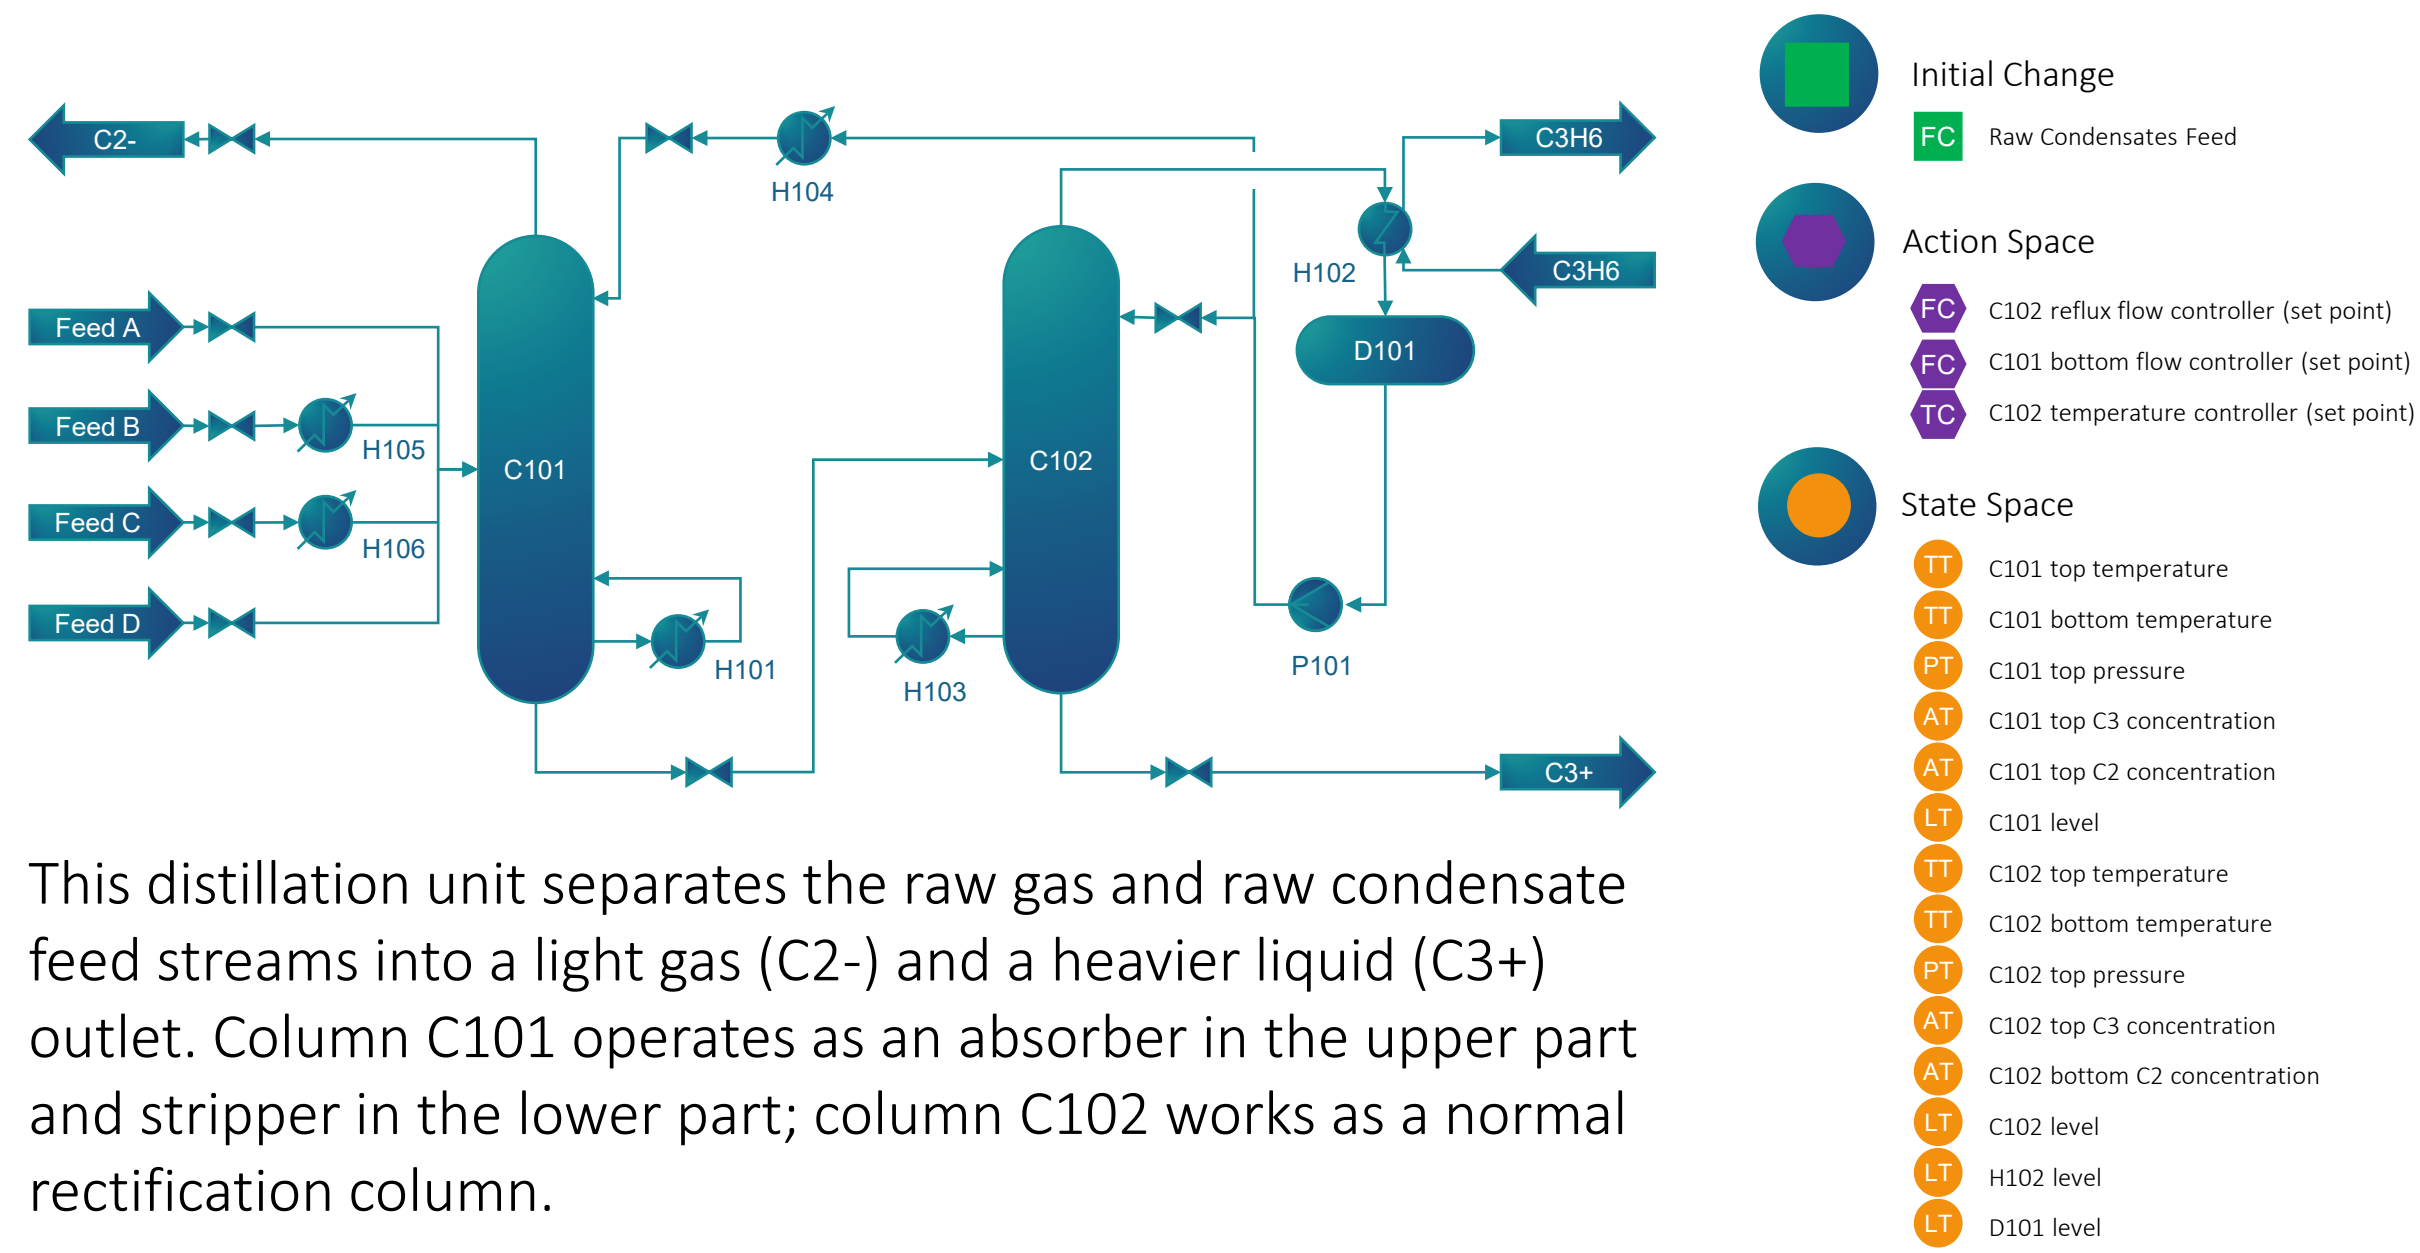 C2-
H104
C3H6
H102
C3H6
Feed A
D101
Feed B
H105
C101
C102
Feed C
H106
Feed D
H101
H103
P101
C3+
This distillation unit separates the raw gas and raw condensate
feed streams into a light gas (C2-) and a heavier liquid (C3+)
outlet. Column C101 operates as an absorber in the upper part
and stripper in the lower part; column C102 works as a normal
rectification column.
Initial Change
FC Raw Condensates Feed
Action Space
FC C102 reflux flow controller (set point)
FC C101 bottom flow controller (set point)
TC C102 temperature controller (set point)
State Space
TT C101 top temperature
TT C101 bottom temperature
PT C101 top pressure
AT C101 top C3 concentration
AT C101 top C2 concentration
LT C101 level
TT C102 top temperature
TT C102 bottom temperature
PT C102 top pressure
AT C102 top C3 concentration
AT C102 bottom C2 concentration
LT C102 level
LT H102 level
LT D101 level